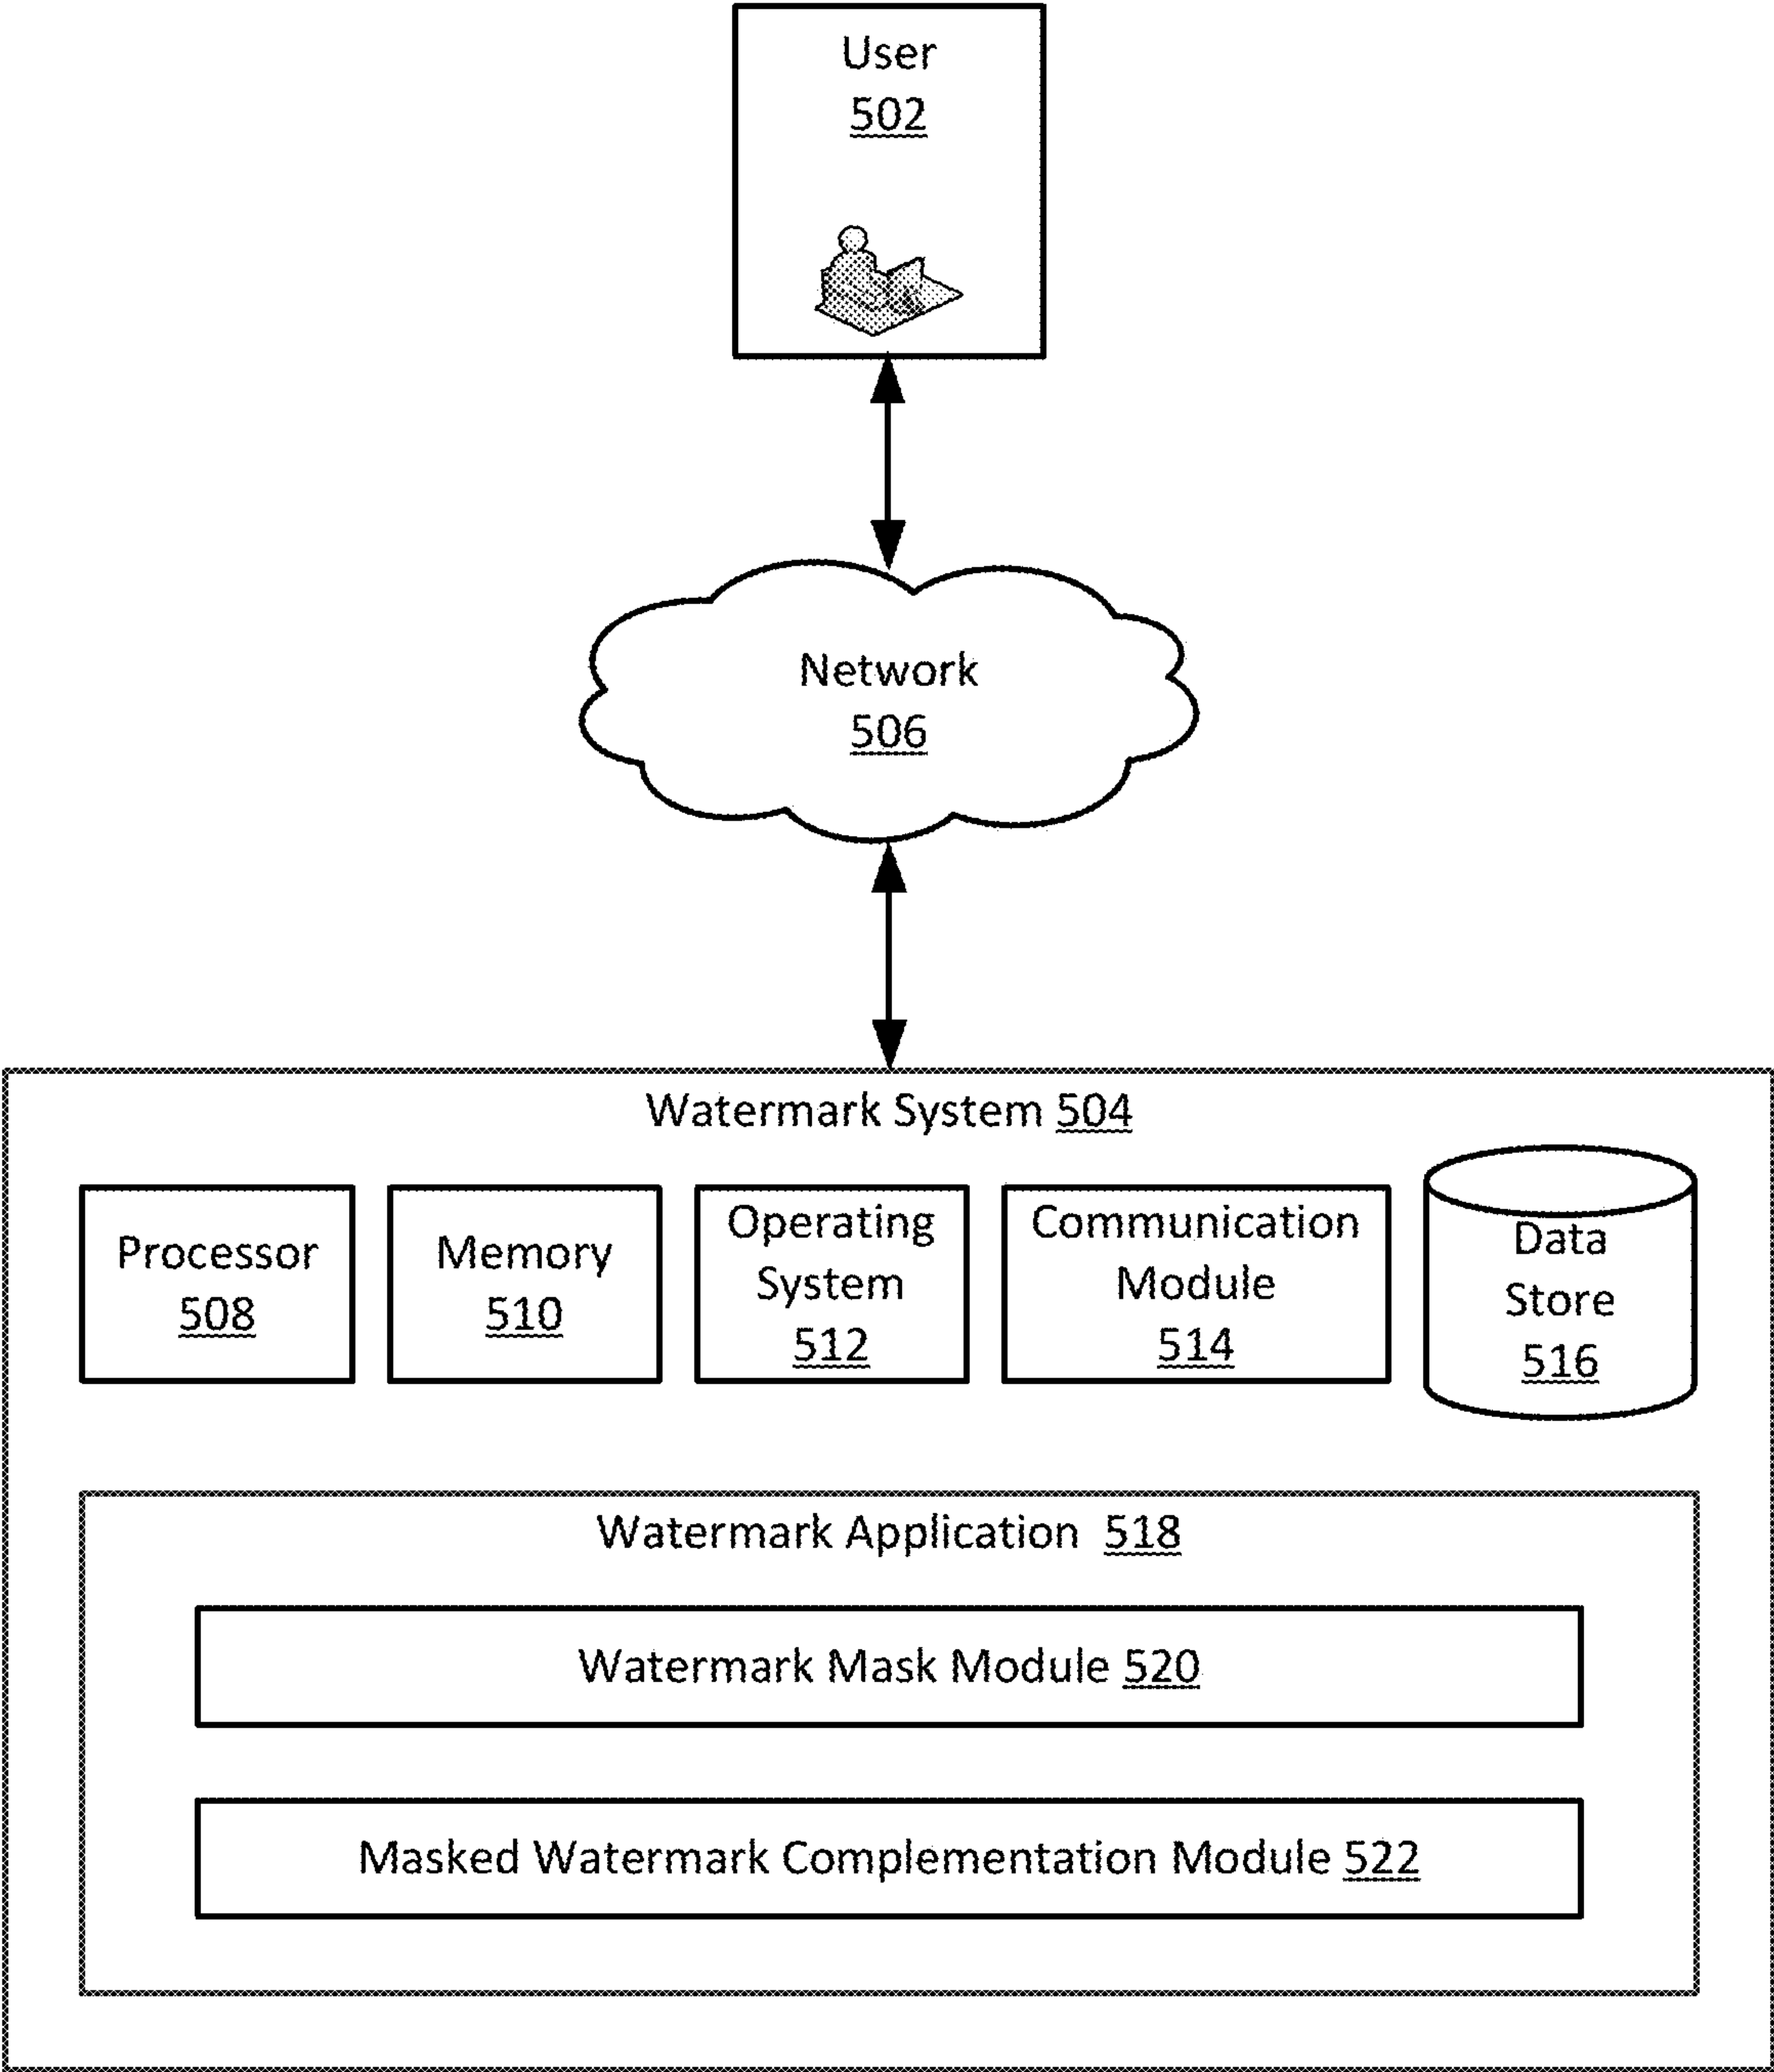 User
502
Network
506
Watermark System 504
Processor
508
Memory
510
Operating
System
512
Communication
Module
514
Data
Store
516
Watermark Application 518
Watermark Mask Module 520
Masked Watermark Complementation Module 522